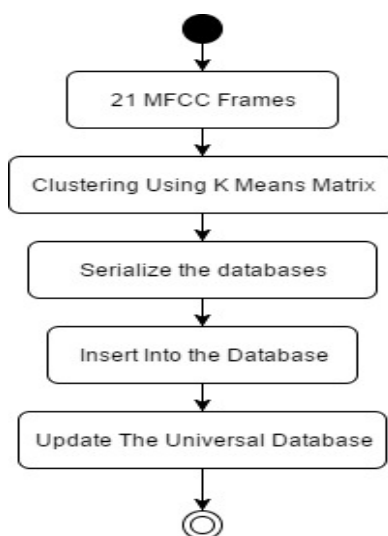 21 MFCC Frames
Clustering Using K Means Matrix
Serialize the databases
Insert Into the Database
Update The Universal Database